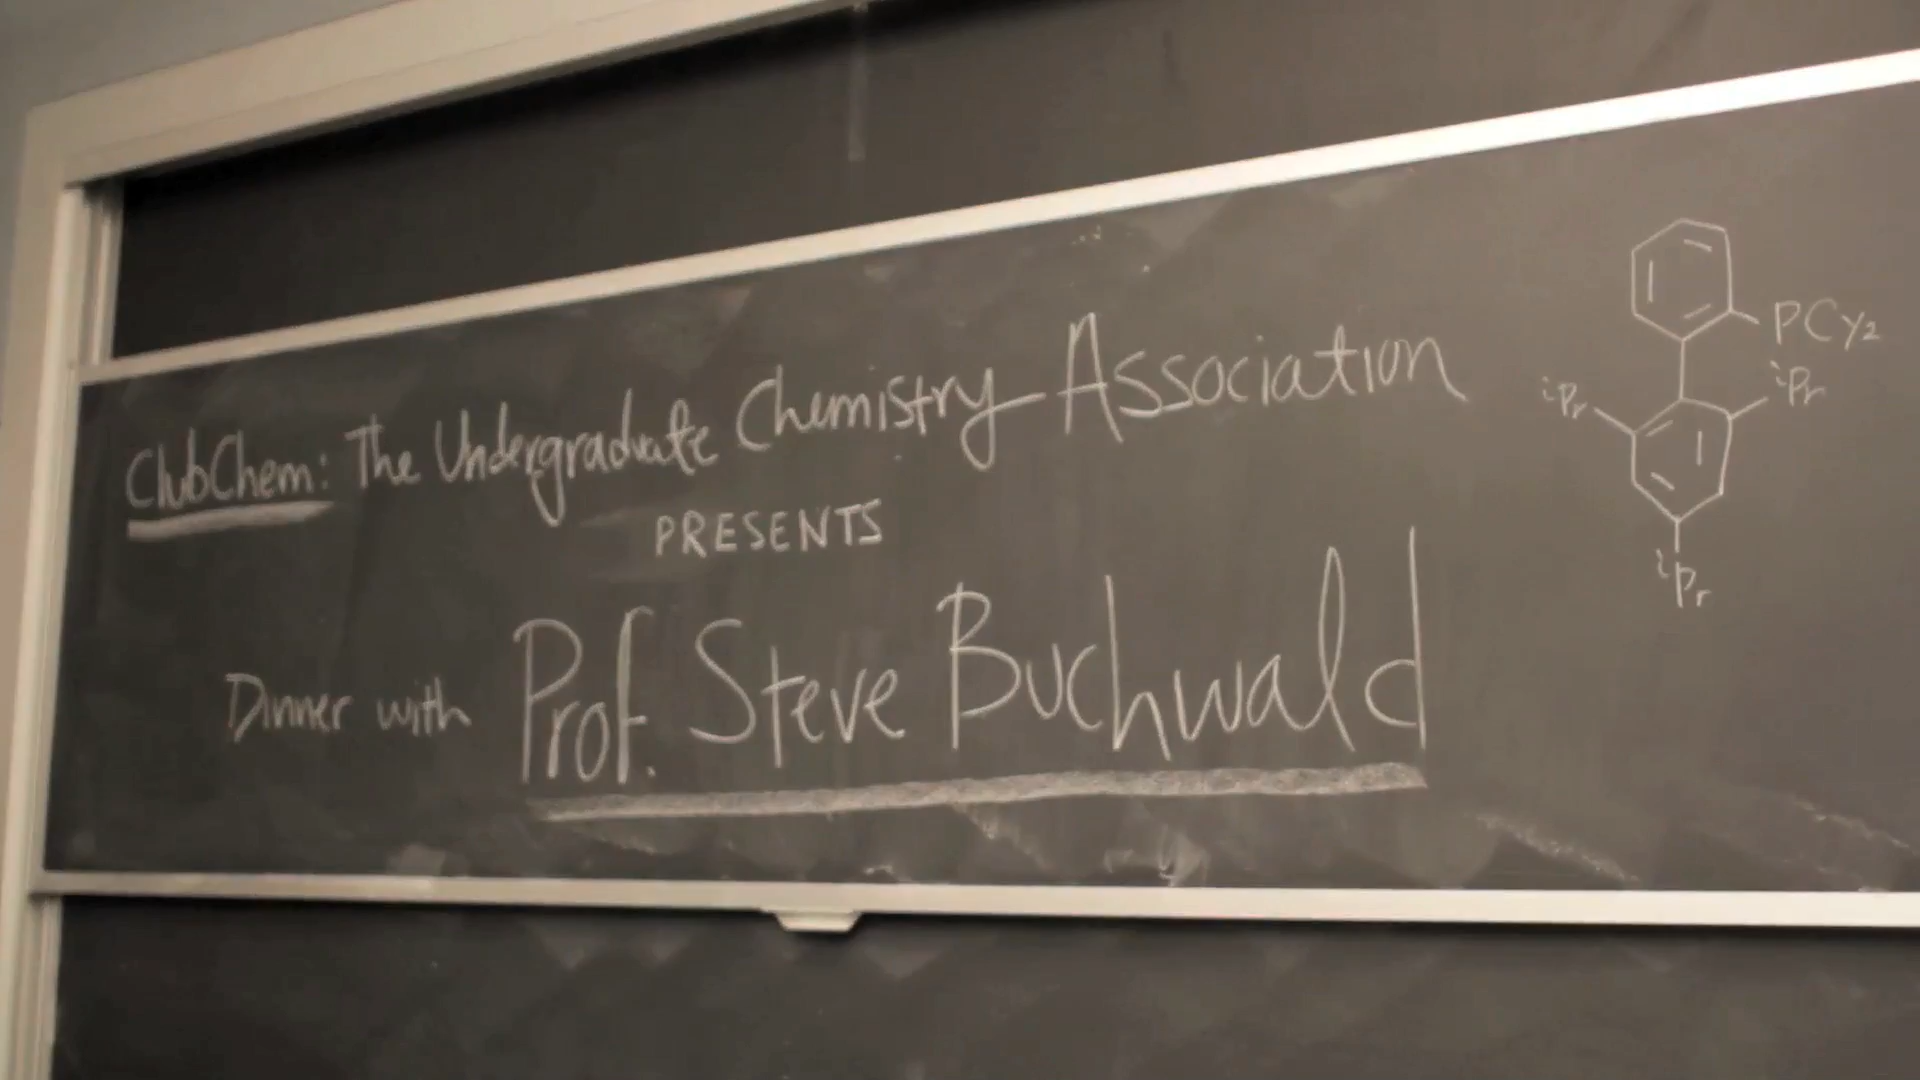 ClubChem: The Undergraduate Chemistry Association
PRESENTS
Dinner with Prof. Steve Buchwald
PCy2
iPr
iPr
iPr